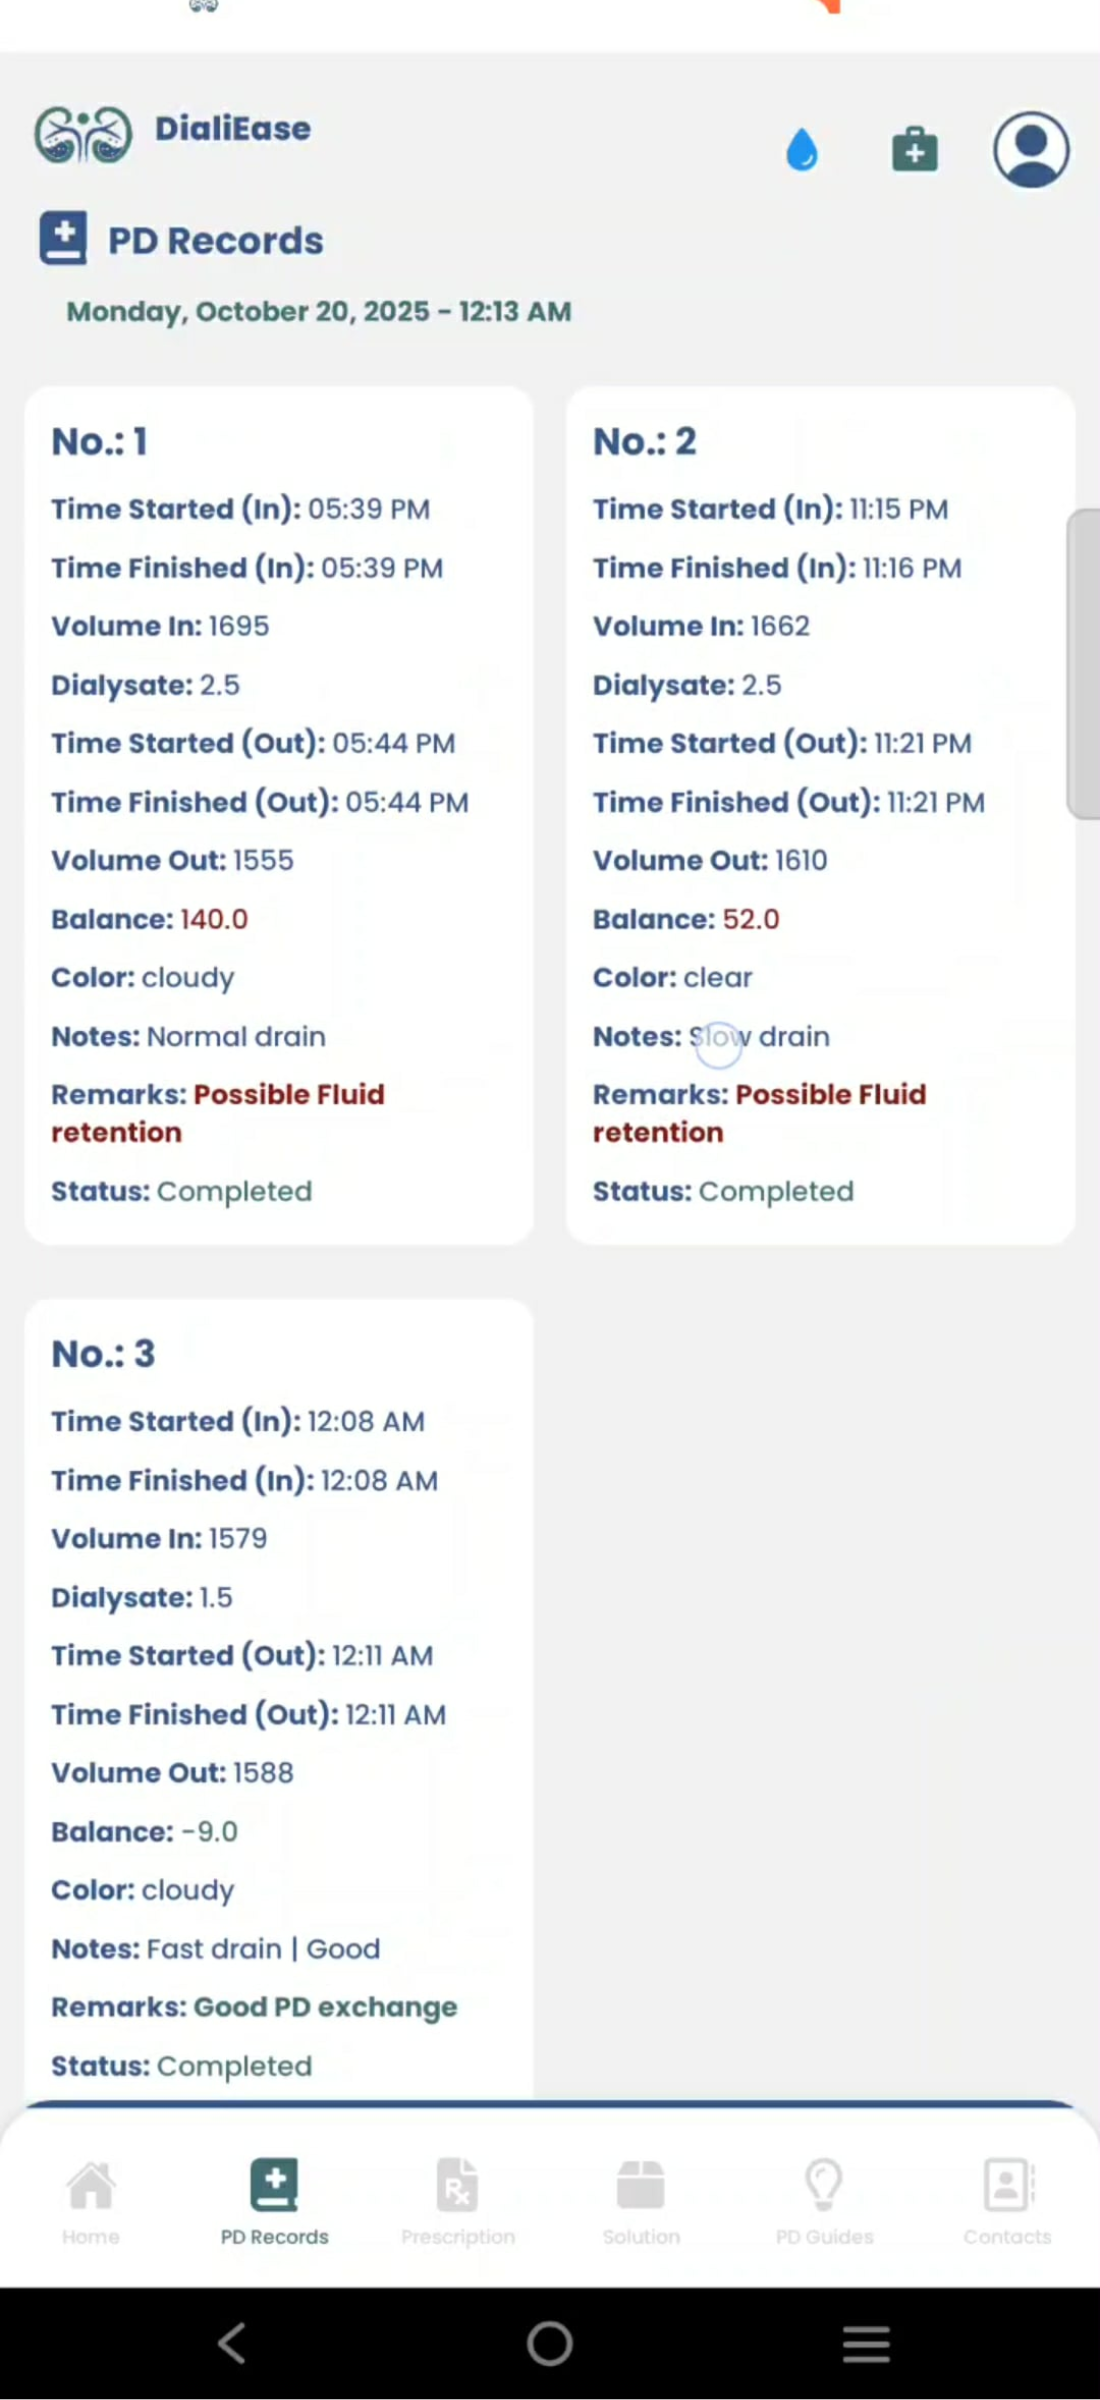 DialiEase
PD Records
Monday, October 20, 2025 - 12:13 AM
No.: 1
Time Started (In): 05:39 PM
Time Finished (In): 05:39 PM
Volume In: 1695
Dialysate: 2.5
Time Started (Out): 05:44 PM
Time Finished (Out): 05:44 PM
Volume Out: 1555
Balance: 140.0
Color: cloudy
Notes: Normal drain
Remarks: Possible Fluid
retention
Status: Completed
No.: 2
Time Started (In): 11:15 PM
Time Finished (In): 11:16 PM
Volume In: 1662
Dialysate: 2.5
Time Started (Out): 11:21 PM
Time Finished (Out): 11:21 PM
Volume Out: 1610
Balance: 52.0
Color: clear
Notes: Slow drain
Remarks: Possible Fluid
retention
Status: Completed
No.: 3
Time Started (In): 12:08 AM
Time Finished (In): 12:08 AM
Volume In: 1579
Dialysate: 1.5
Time Started (Out): 12:11 AM
Time Finished (Out): 12:11 AM
Volume Out: 1588
Balance: -9.0
Color: cloudy
Notes: Fast drain | Good
Remarks: Good PD exchange
Status: Completed
Home
PD Records
Prescription
Solution
PD Guides
Contacts